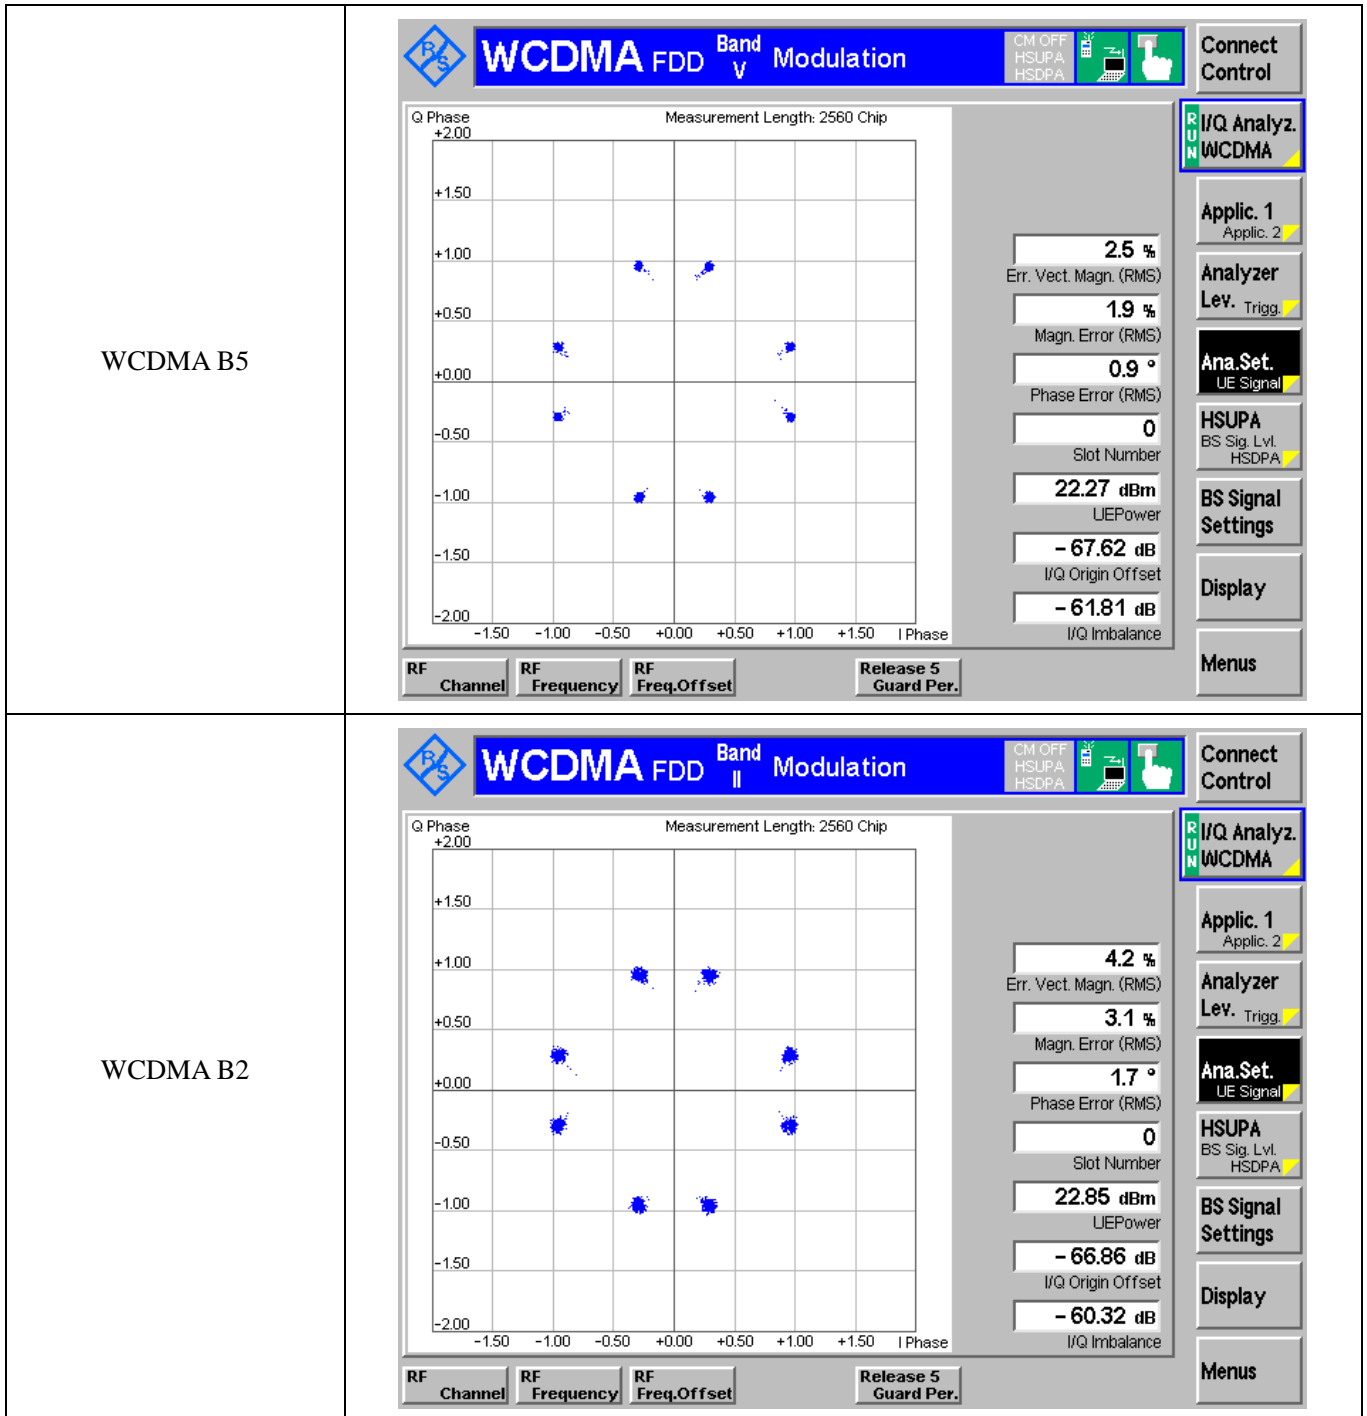 WCDMA B5
R/S
WCDMA FDD Band V Modulation
CM OFF
HSUPA
HSDPA
Connect
Control
Q Phase
Measurement Length: 2560 Chip
+2.00
+1.50
+1.00
+0.50
+0.00
-0.50
-1.00
-1.50
-2.00
-1.50 -1.00 -0.50 +0.00 +0.50 +1.00 +1.50 I Phase
2.5 %
Err. Vect. Magn. (RMS)
1.9 %
Magn. Error (RMS)
0.9 °
Phase Error (RMS)
0
Slot Number
22.27 dBm
UEPower
- 67.62 dB
I/Q Origin Offset
- 61.81 dB
I/Q Imbalance
RUN
I/Q Analyz.
WCDMA
Applic. 1
Applic. 2
Analyzer
Lev. Trigg.
Ana.Set.
UE Signal
HSUPA
BS Sig. Lvl.
HSDPA
BS Signal
Settings
Display
Menus
RF
Channel
RF
Frequency
RF
Freq.Offset
Release 5
Guard Per.
WCDMA B2
R/S
WCDMA FDD Band II Modulation
CM OFF
HSUPA
HSDPA
Connect
Control
Q Phase
Measurement Length: 2560 Chip
+2.00
+1.50
+1.00
+0.50
+0.00
-0.50
-1.00
-1.50
-2.00
-1.50 -1.00 -0.50 +0.00 +0.50 +1.00 +1.50 I Phase
4.2 %
Err. Vect. Magn. (RMS)
3.1 %
Magn. Error (RMS)
1.7 °
Phase Error (RMS)
0
Slot Number
22.85 dBm
UEPower
- 66.86 dB
I/Q Origin Offset
- 60.32 dB
I/Q Imbalance
RUN
I/Q Analyz.
WCDMA
Applic. 1
Applic. 2
Analyzer
Lev. Trigg.
Ana.Set.
UE Signal
HSUPA
BS Sig. Lvl.
HSDPA
BS Signal
Settings
Display
Menus
RF
Channel
RF
Frequency
RF
Freq.Offset
Release 5
Guard Per.